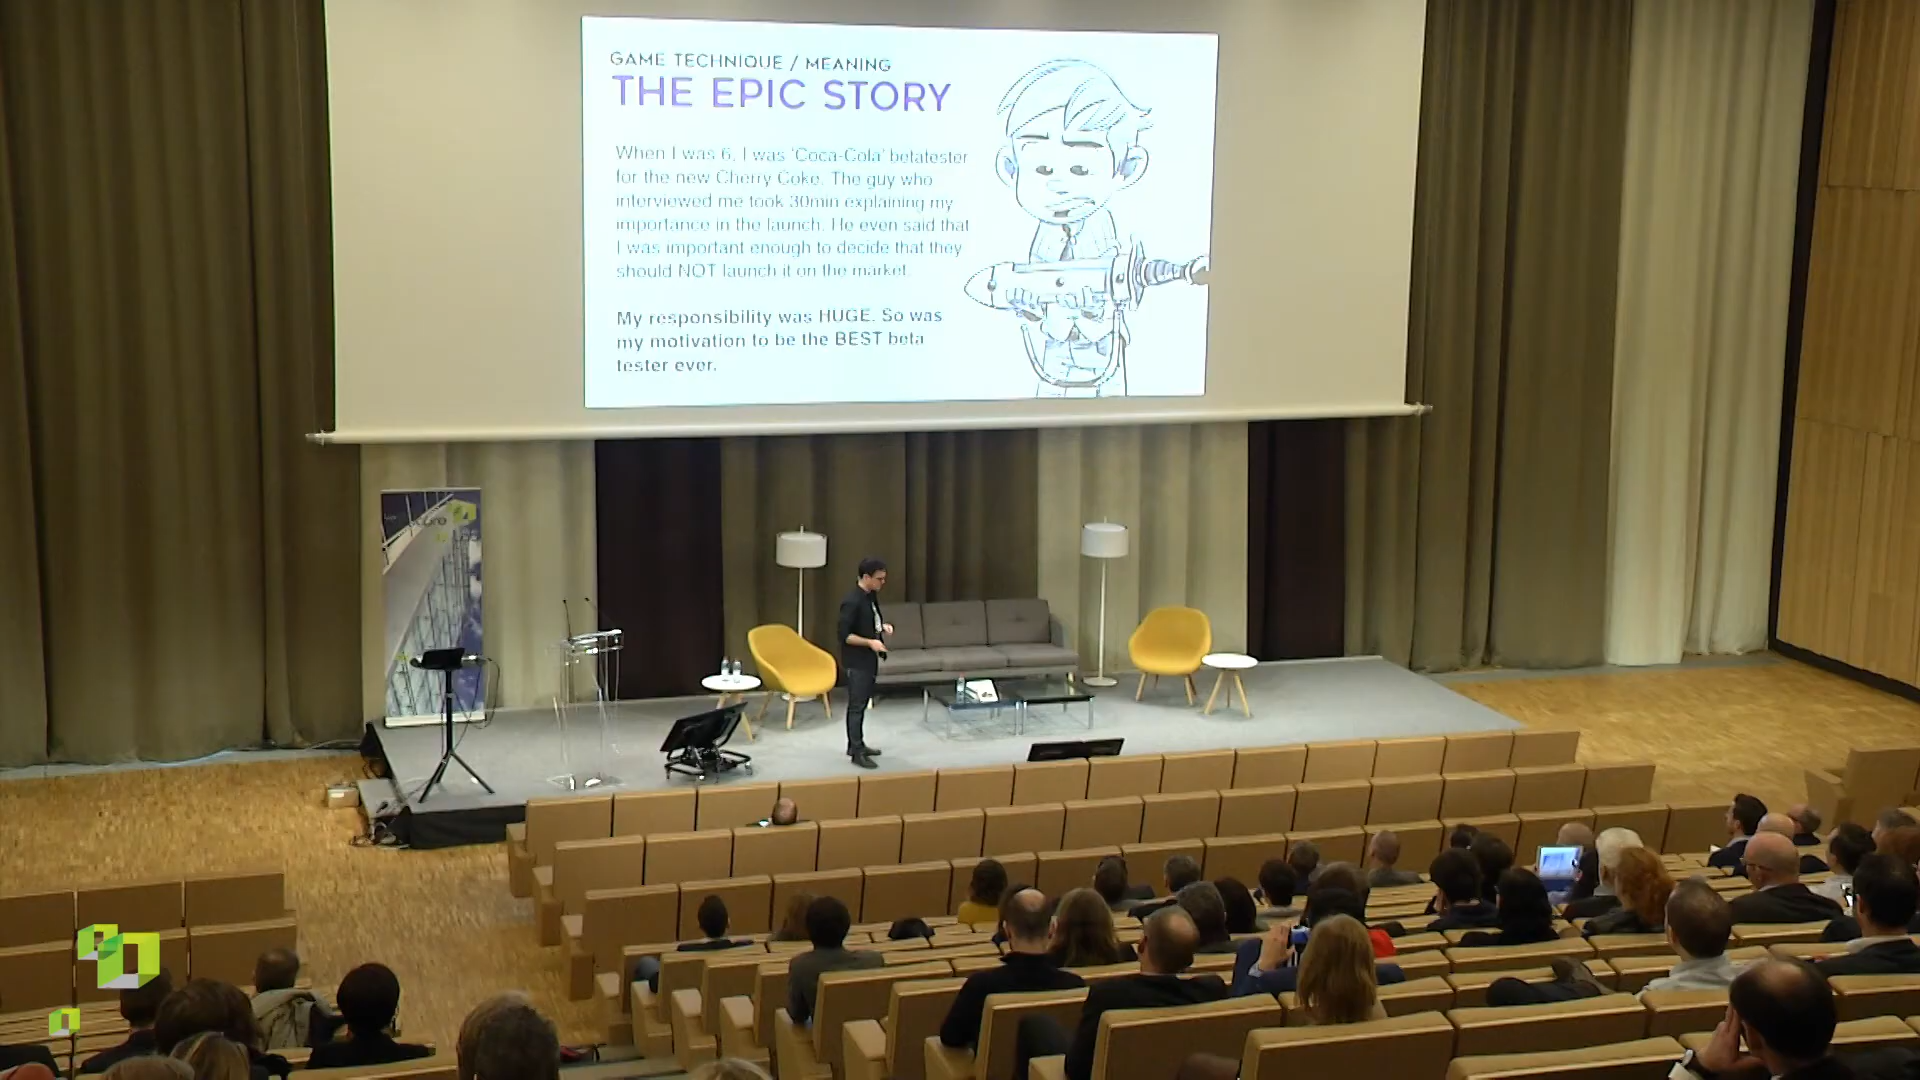 GAME TECHNIQUE / MEANING
THE EPIC STORY
When I was 6, I was 'Coca-Cola' betatester
for the new Cherry Coke. The guy who
interviewed me took 30min explaining my
importance in the launch. He even said that
I was important enough to decide that they
should NOT launch it on the market.
My responsibility was HUGE. So was
my motivation to be the BEST beta
tester ever.